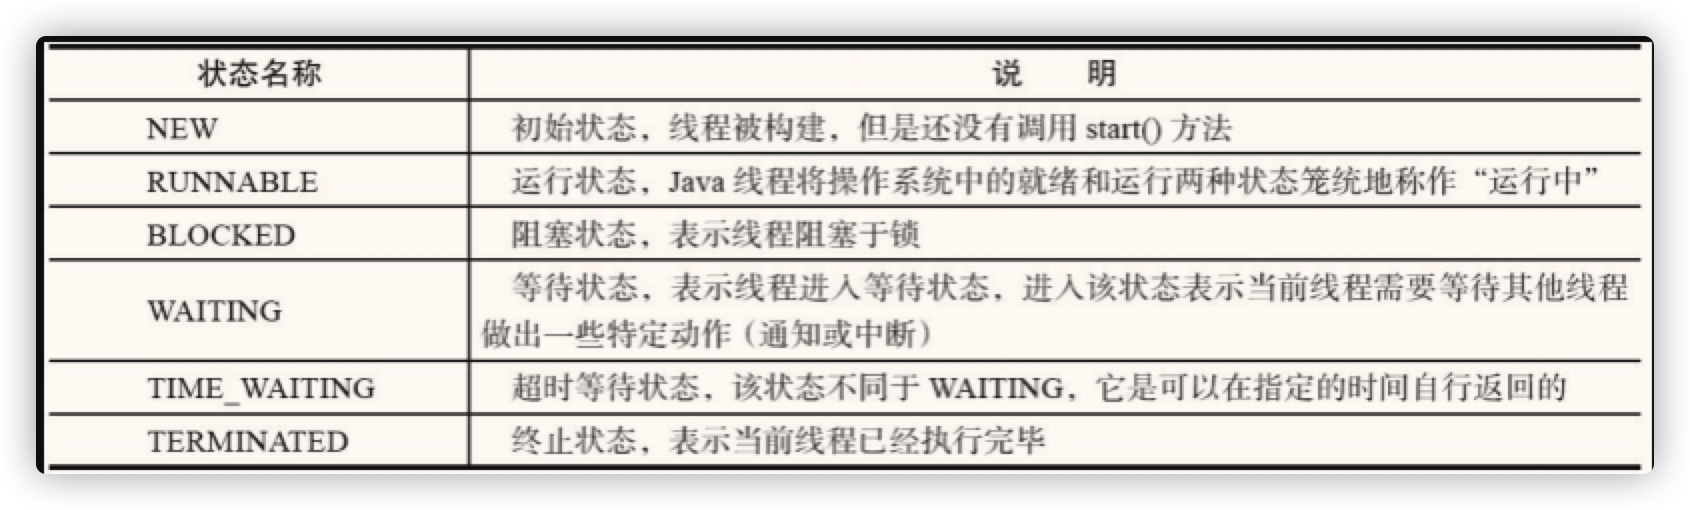 状态名称 说 明
NEW 初始状态，线程被构建，但是还没有调用 start() 方法
RUNNABLE 运行状态，Java 线程将操作系统中的就绪和运行两种状态笼统地称作“运行中”
BLOCKED 阻塞状态，表示线程阻塞于锁
WAITING 等待状态，表示线程进入等待状态，进入该状态表示当前线程需要等待其他线程
做出一些特定动作（通知或中断）
TIME_WAITING 超时等待状态，该状态不同于 WAITING，它是可以在指定的时间自行返回的
TERMINATED 终止状态，表示当前线程已经执行完毕